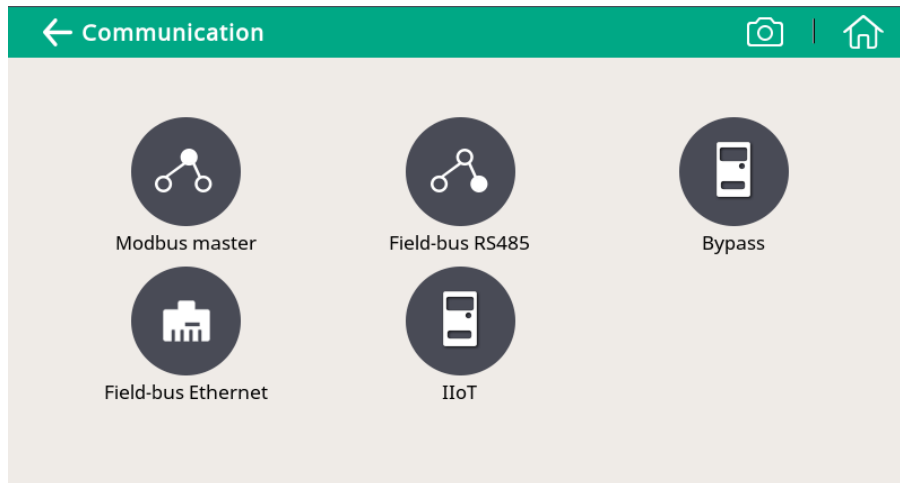 Communication
Modbus master
Field-bus RS485
Bypass
Field-bus Ethernet
IIoT